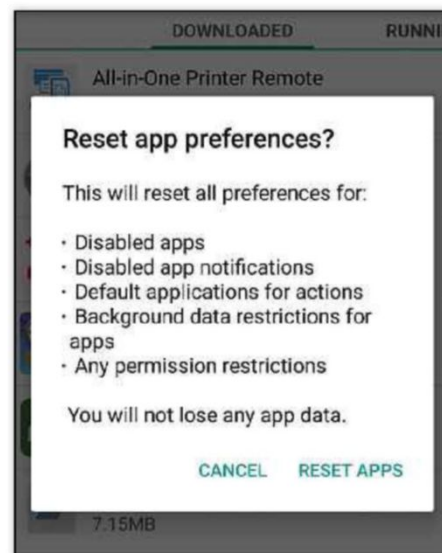 DOWNLOADED RUNNI
All-in-One Printer Remote
Reset app preferences?
This will reset all preferences for:
· Disabled apps
· Disabled app notifications
· Default applications for actions
· Background data restrictions for
apps
· Any permission restrictions
You will not lose any app data.
CANCEL RESET APPS
7.15MB